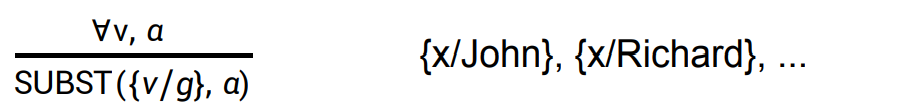 ∀v, α
SUBST({v/g}, α)
{x/John}, {x/Richard}, ...